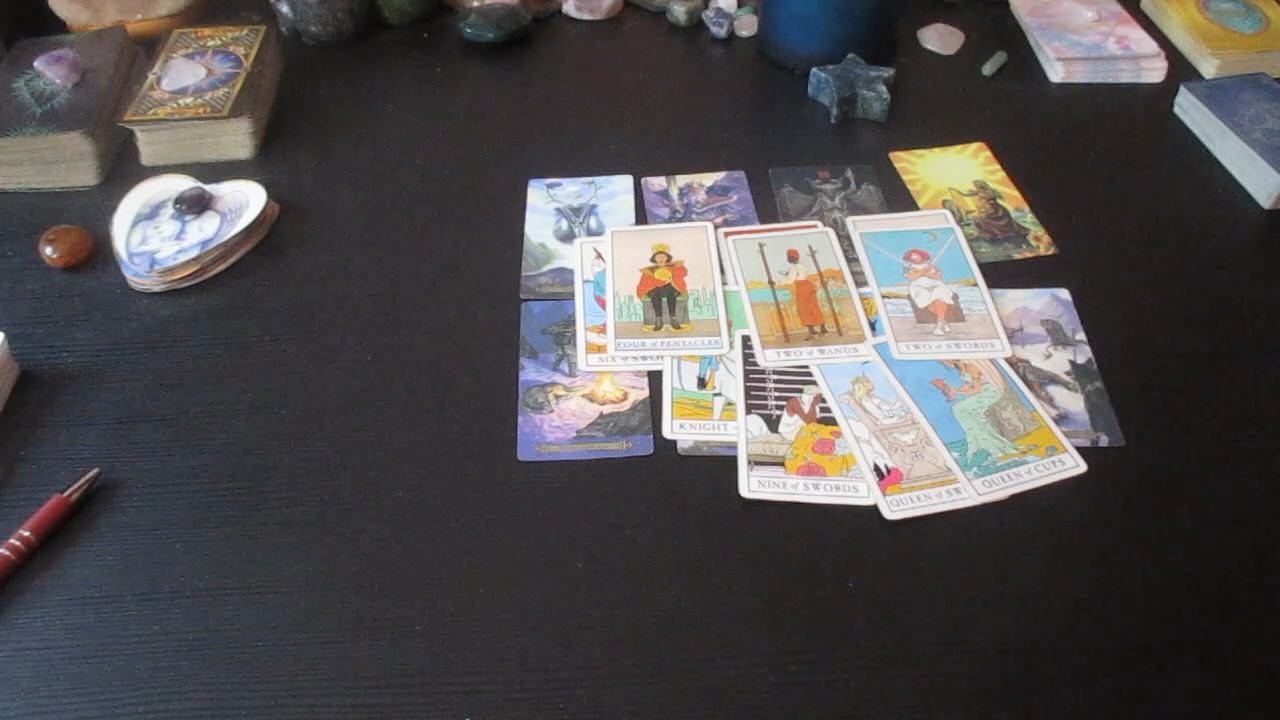 FOUR of PENTACLES
TWO of WANDS
TWO of SWORDS
SIX of SWO
KNIGHT
NINE of SWORDS
QUEEN of SW
QUEEN of CUPS